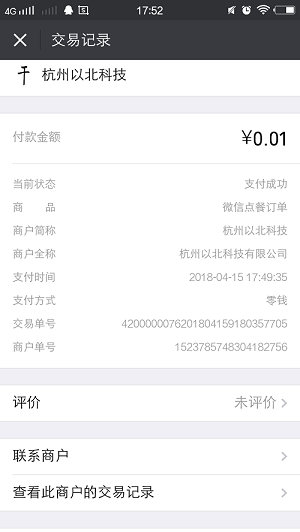 4G 17:52
交易记录
杭州以北科技
付款金额 ¥0.01
当前状态 支付成功
商 品 微信点餐订单
商户简称 杭州以北科技
商户全称 杭州以北科技有限公司
支付时间 2018-04-15 17:49:35
支付方式 零钱
交易单号 4200000076201804159180357705
商户单号 1523785748304182756
评价 未评价
联系商户
查看此商户的交易记录